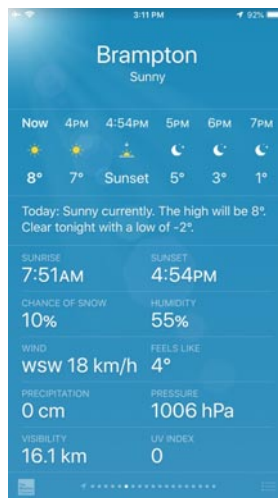 3:11 PM 92%
Brampton
Sunny
Now 4PM 4:54PM 5PM 6PM 7PM
8° 7° Sunset 5° 3° 1°
Today: Sunny currently. The high will be 8°.
Clear tonight with a low of -2°.
SUNRISE SUNSET
7:51AM 4:54PM
CHANCE OF SNOW HUMIDITY
10% 55%
WIND FEELS LIKE
wsw 18 km/h 4°
PRECIPITATION PRESSURE
0 cm 1006 hPa
VISIBILITY UV INDEX
16.1 km 0